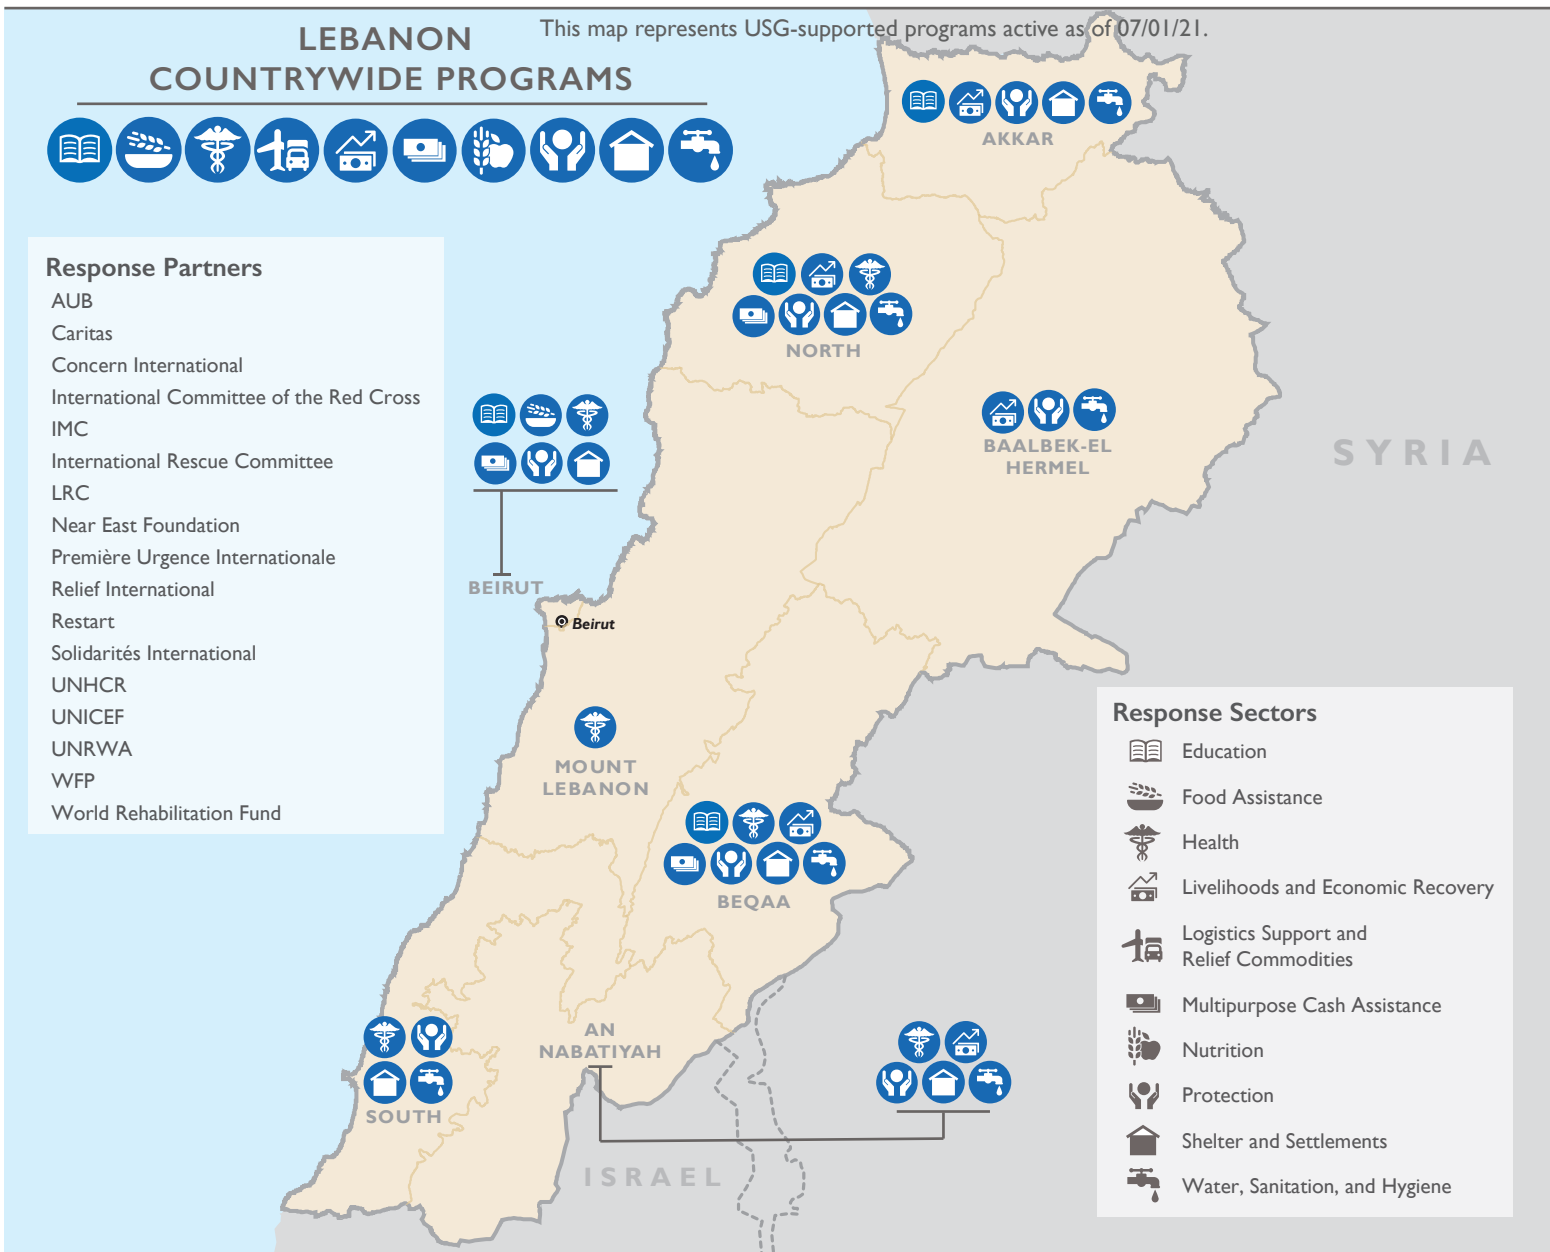 LEBANON
COUNTRYWIDE PROGRAMS
This map represents USG-supported programs active as of 07/01/21.
AKKAR
Response Partners
AUB
Caritas
Concern International
International Committee of the Red Cross
IMC
International Rescue Committee
LRC
Near East Foundation
Première Urgence Internationale
Relief International
Restart
Solidarités International
UNHCR
UNICEF
UNRWA
WFP
World Rehabilitation Fund
NORTH
BAALBEK-EL
HERMEL
SYRIA
BEIRUT
Beirut
MOUNT
LEBANON
BEQAA
AN
NABATIYAH
SOUTH
ISRAEL
Response Sectors
Education
Food Assistance
Health
Livelihoods and Economic Recovery
Logistics Support and
Relief Commodities
Multipurpose Cash Assistance
Nutrition
Protection
Shelter and Settlements
Water, Sanitation, and Hygiene